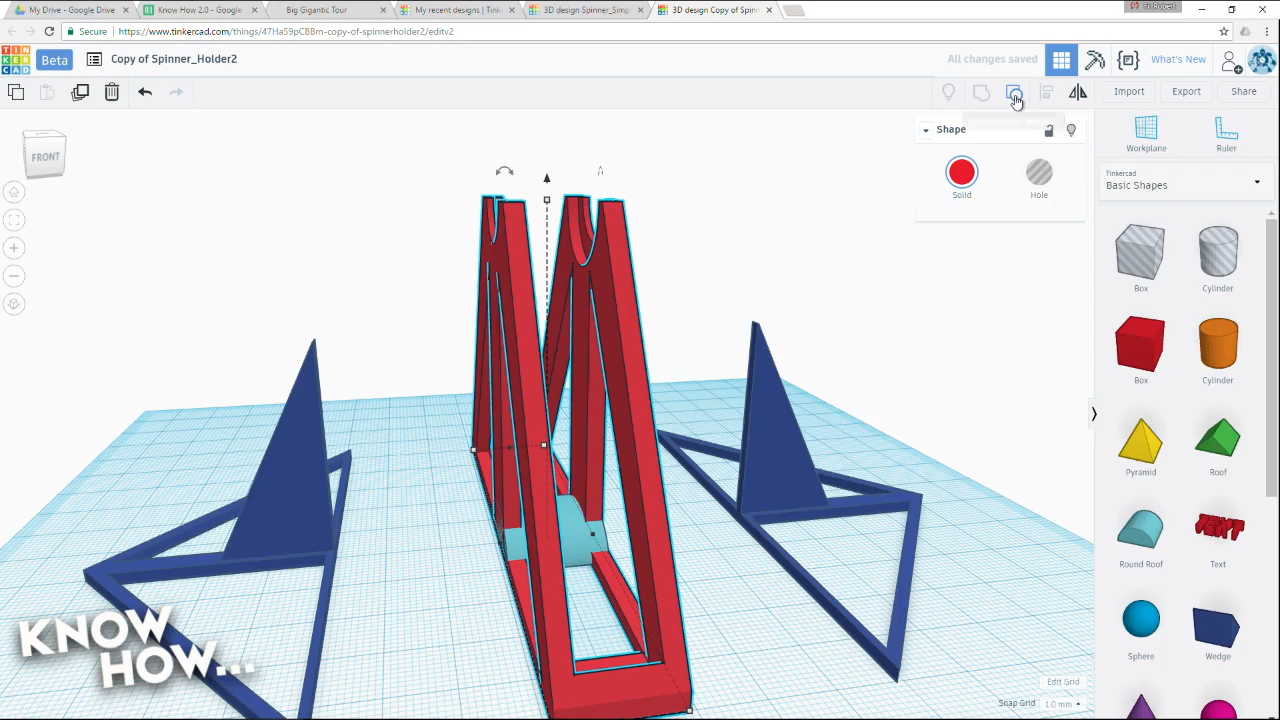 My Drive - Google Drive
Know How 2.0 - Google
Big Gigantic Tour
My recent designs | Tink
3D design Spinner_Simp
3D design Copy of Spin
Fr. Robert
Secure
https://www.tinkercad.com/things/47Ha59pCBBm-copy-of-spinnerholder2/editv2
TIN
KER
CAD
Beta
Copy of Spinner_Holder2
All changes saved
What's New
Import
Export
Share
FRONT
Shape
Solid
Hole
Workplane
Ruler
Tinkercad
Basic Shapes
Box
Cylinder
Box
Cylinder
Pyramid
Roof
TEXT
Round Roof
Text
Sphere
Wedge
Edit Grid
Snap Grid
1.0 mm
KNOW
HOW...